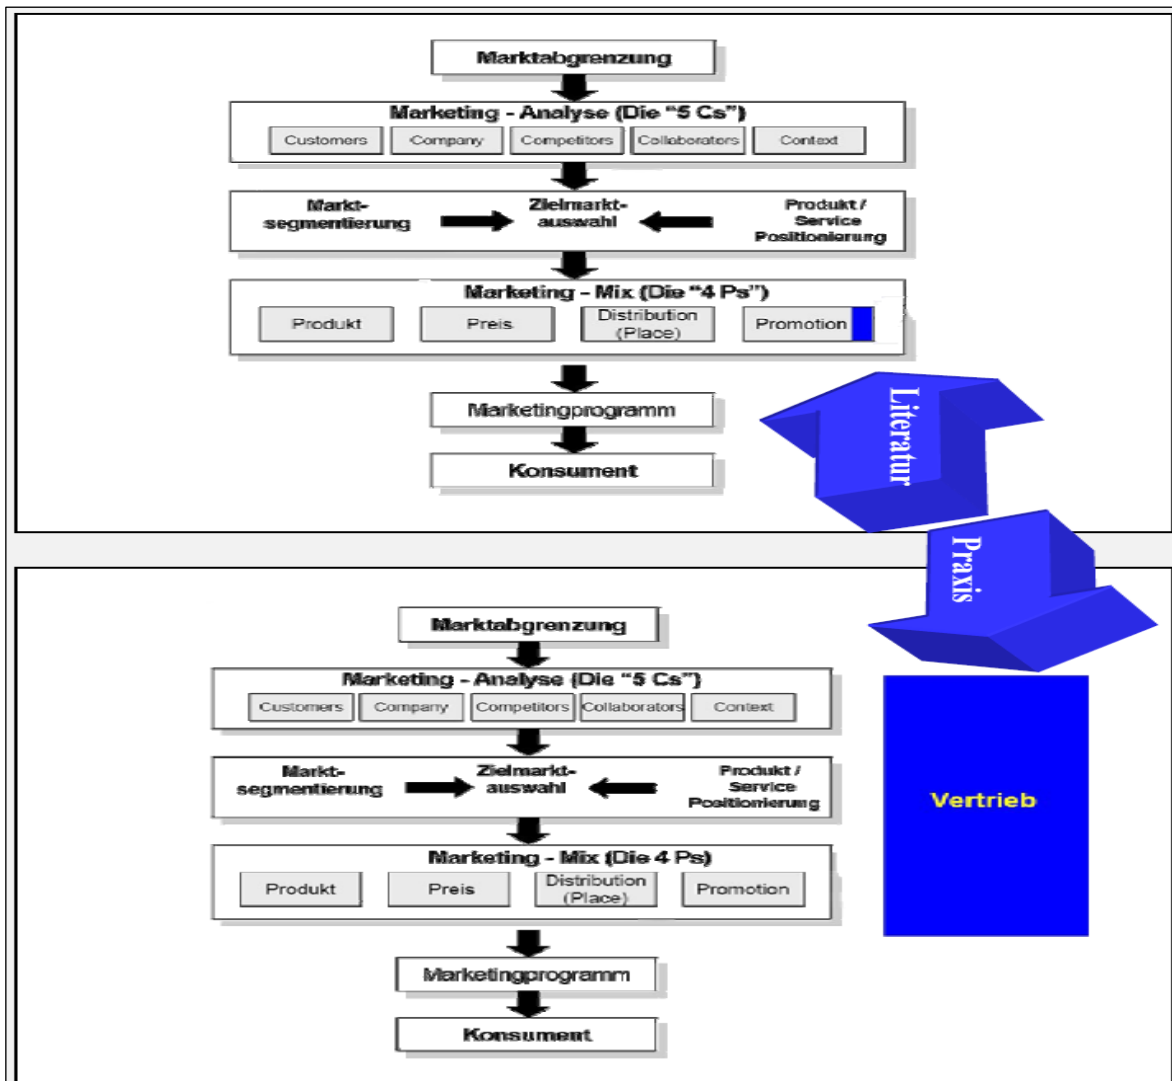 Marktabgrenzung
Marketing - Analyse (Die "5 Cs")
Customers Company Competitors Collaborators Context
Markt-
segmentierung
Zielmarkt-
auswahl
Produkt /
Service
Positionierung
Marketing - Mix (Die "4 Ps")
Produkt
Preis
Distribution
(Place)
Promotion
Marketingprogramm
Konsument
Literatur
Praxis
Marktabgrenzung
Marketing - Analyse (Die "5 Cs")
Customers Company Competitors Collaborators Context
Markt-
segmentierung
Zielmarkt-
auswahl
Produkt /
Service
Positionierung
Marketing - Mix (Die 4 Ps)
Produkt
Preis
Distribution
(Place)
Promotion
Marketingprogramm
Konsument
Vertrieb